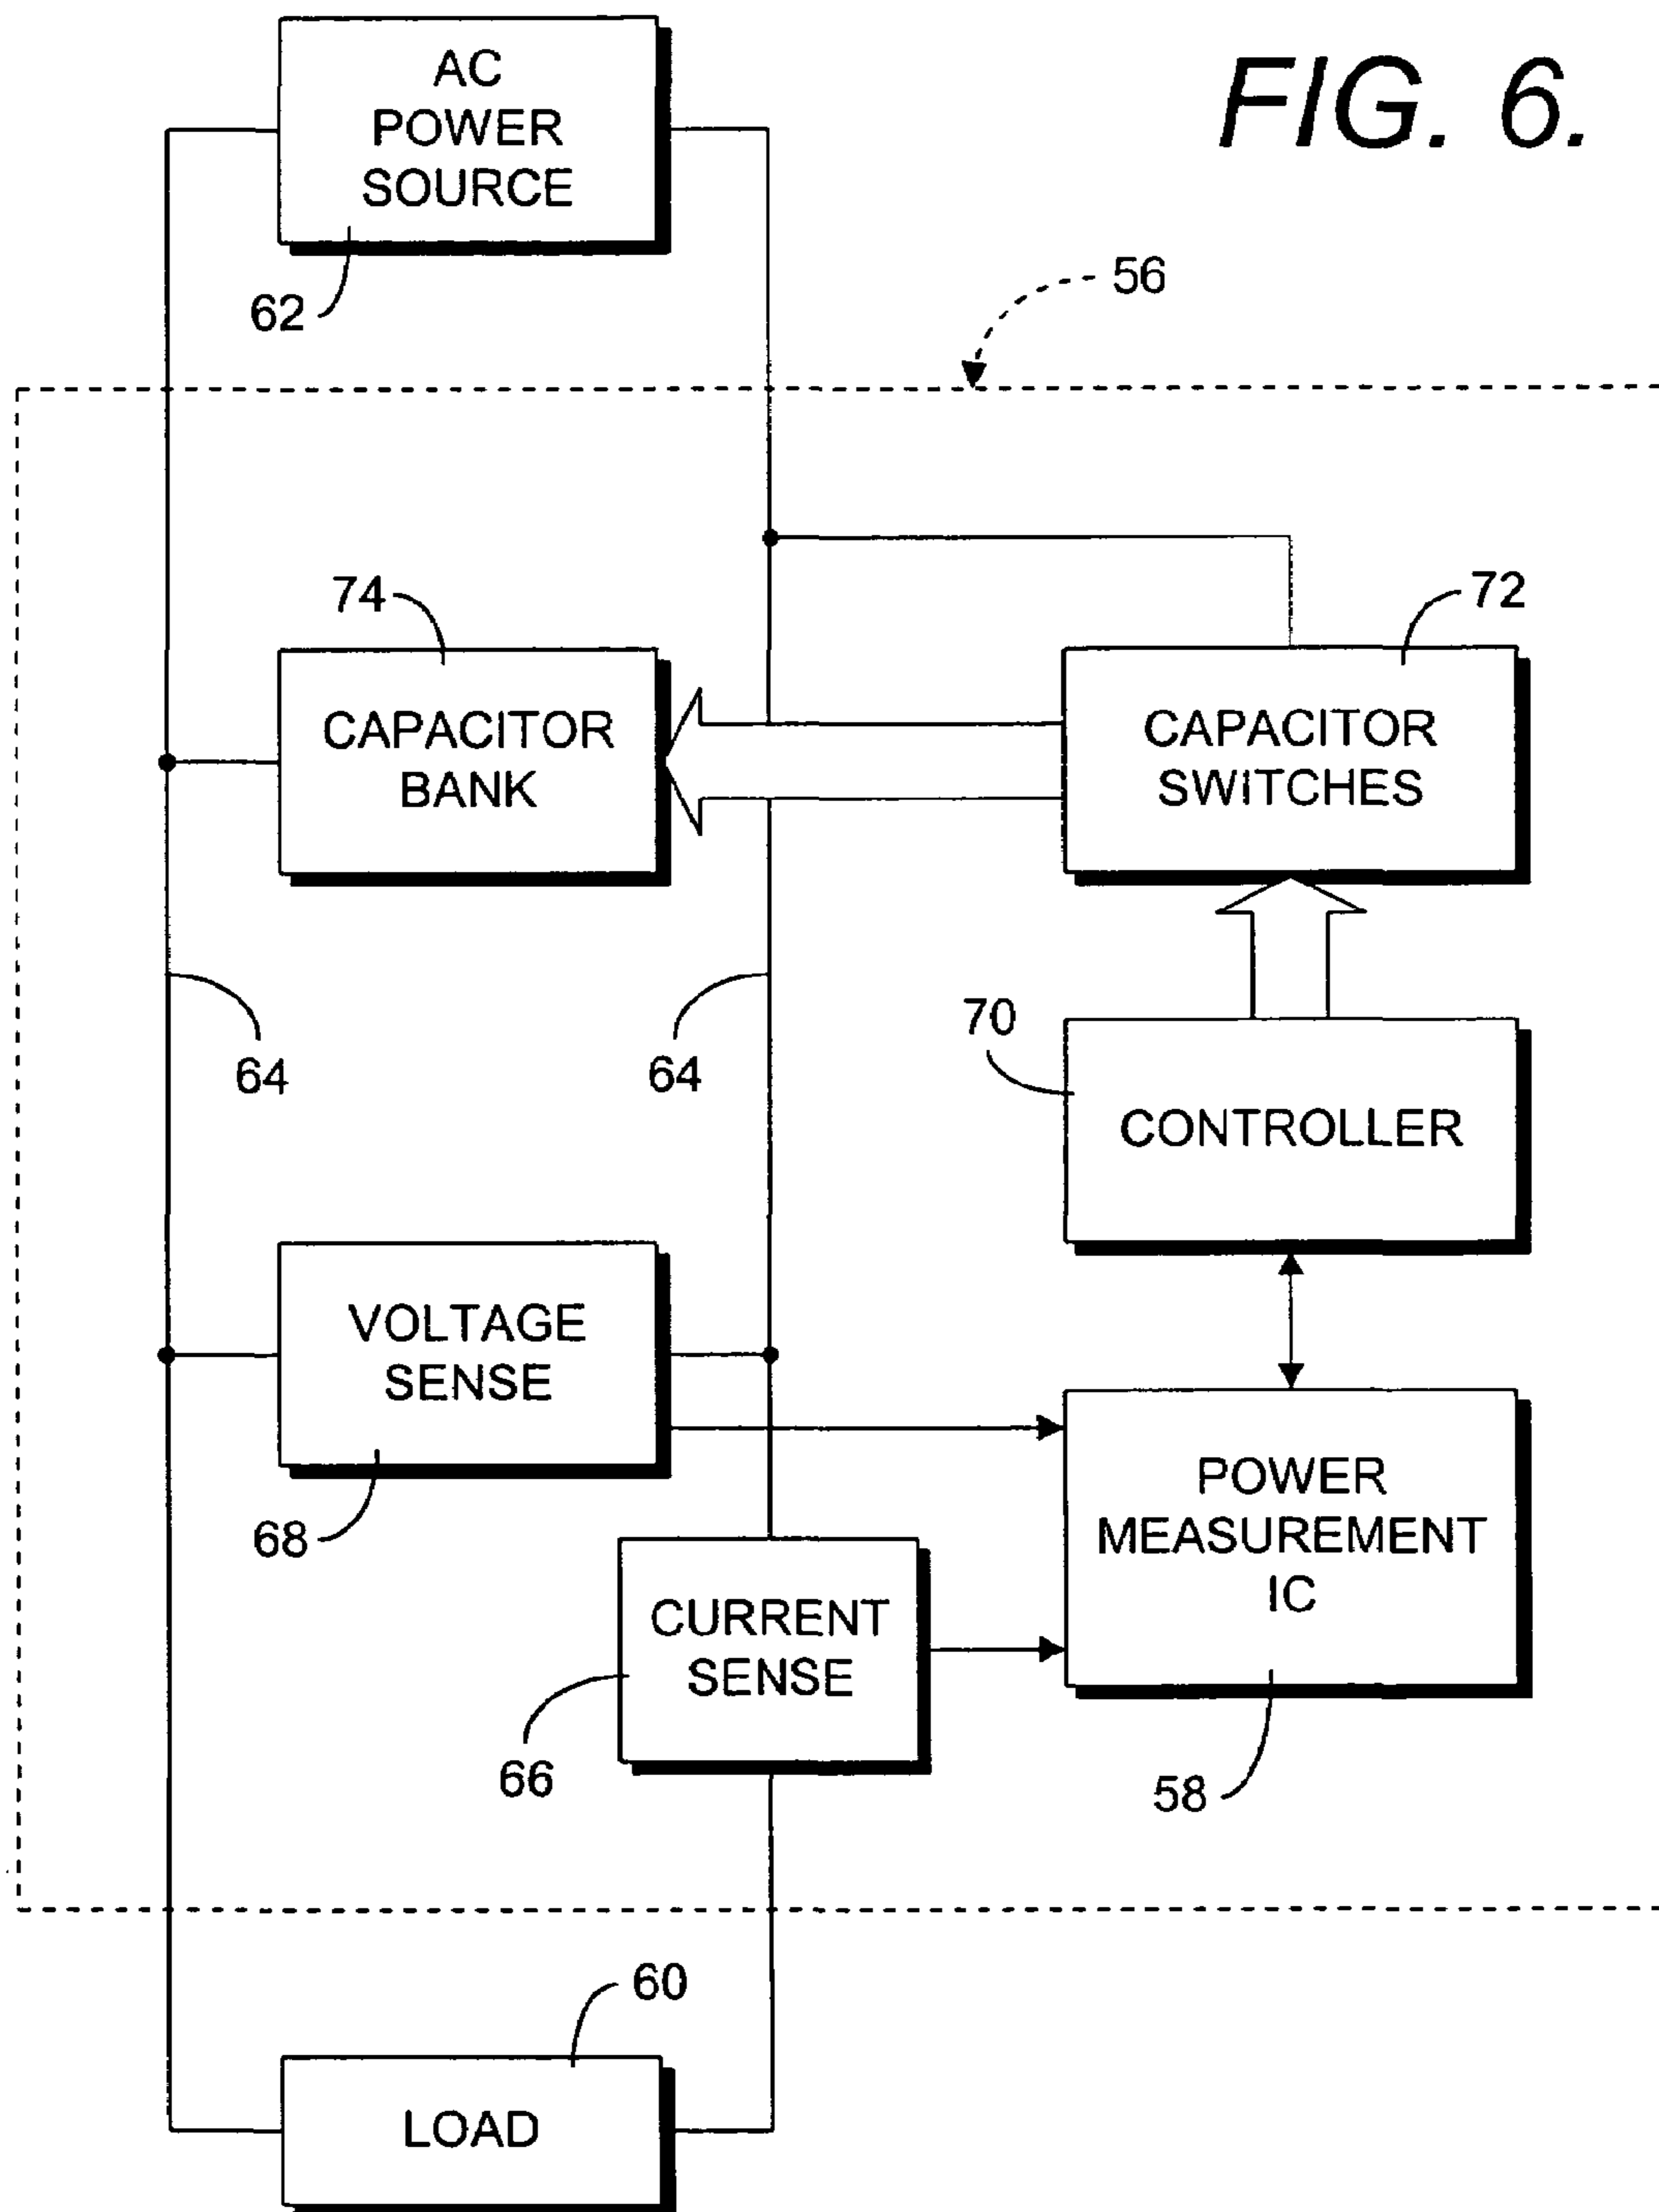 FIG. 6.
AC
POWER
SOURCE
62
56
74
72
CAPACITOR
BANK
CAPACITOR
SWITCHES
64
64
70
CONTROLLER
VOLTAGE
SENSE
68
POWER
MEASUREMENT
IC
CURRENT
SENSE
66
58
60
LOAD